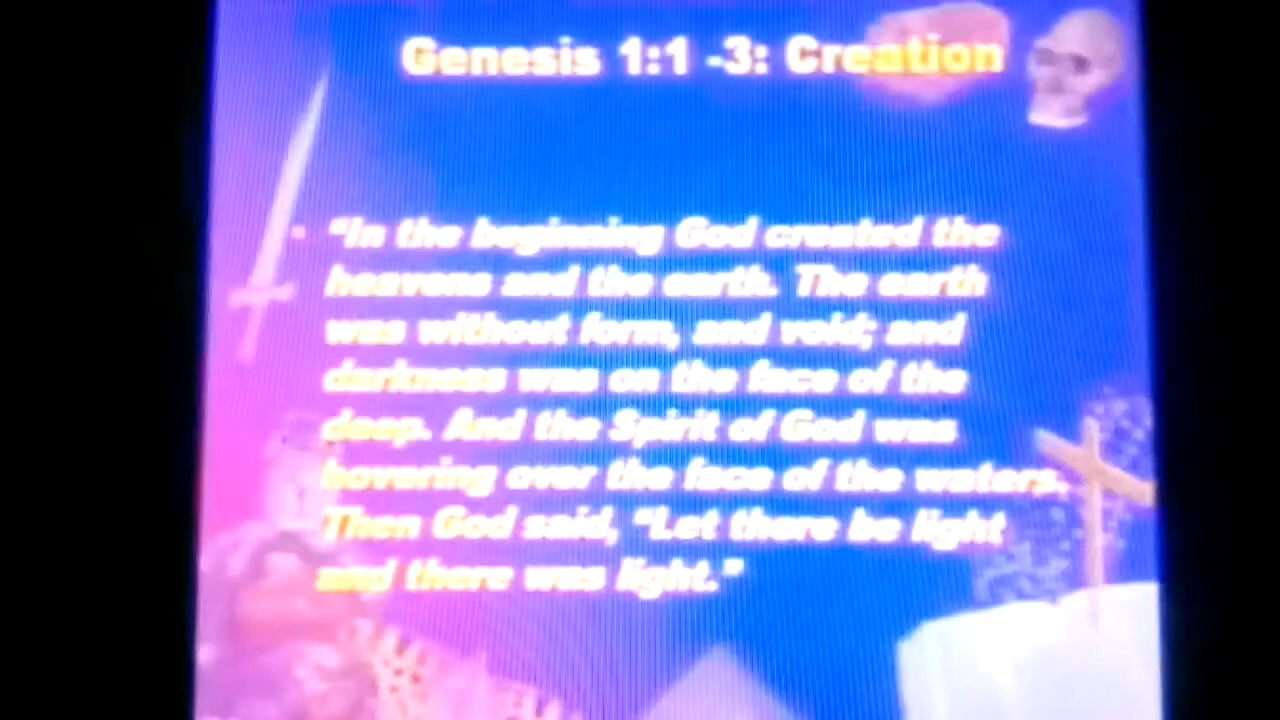 Genesis 1:1 -3: Creation
"In the beginning God created the
heavens and the earth. The earth
was without form, and void; and
darkness was on the face of the
deep. And the Spirit of God was
hovering over the face of the waters.
Then God said, "Let there be light
and there was light."